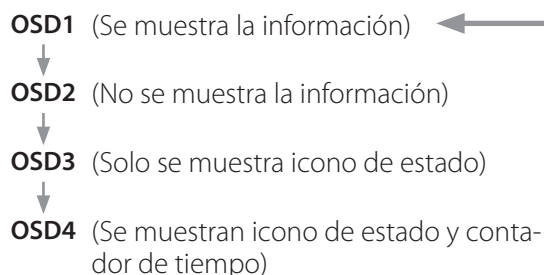 OSD1 (Se muestra la información)
OSD2 (No se muestra la información)
OSD3 (Solo se muestra icono de estado)
OSD4 (Se muestran icono de estado y conta-
dor de tiempo)